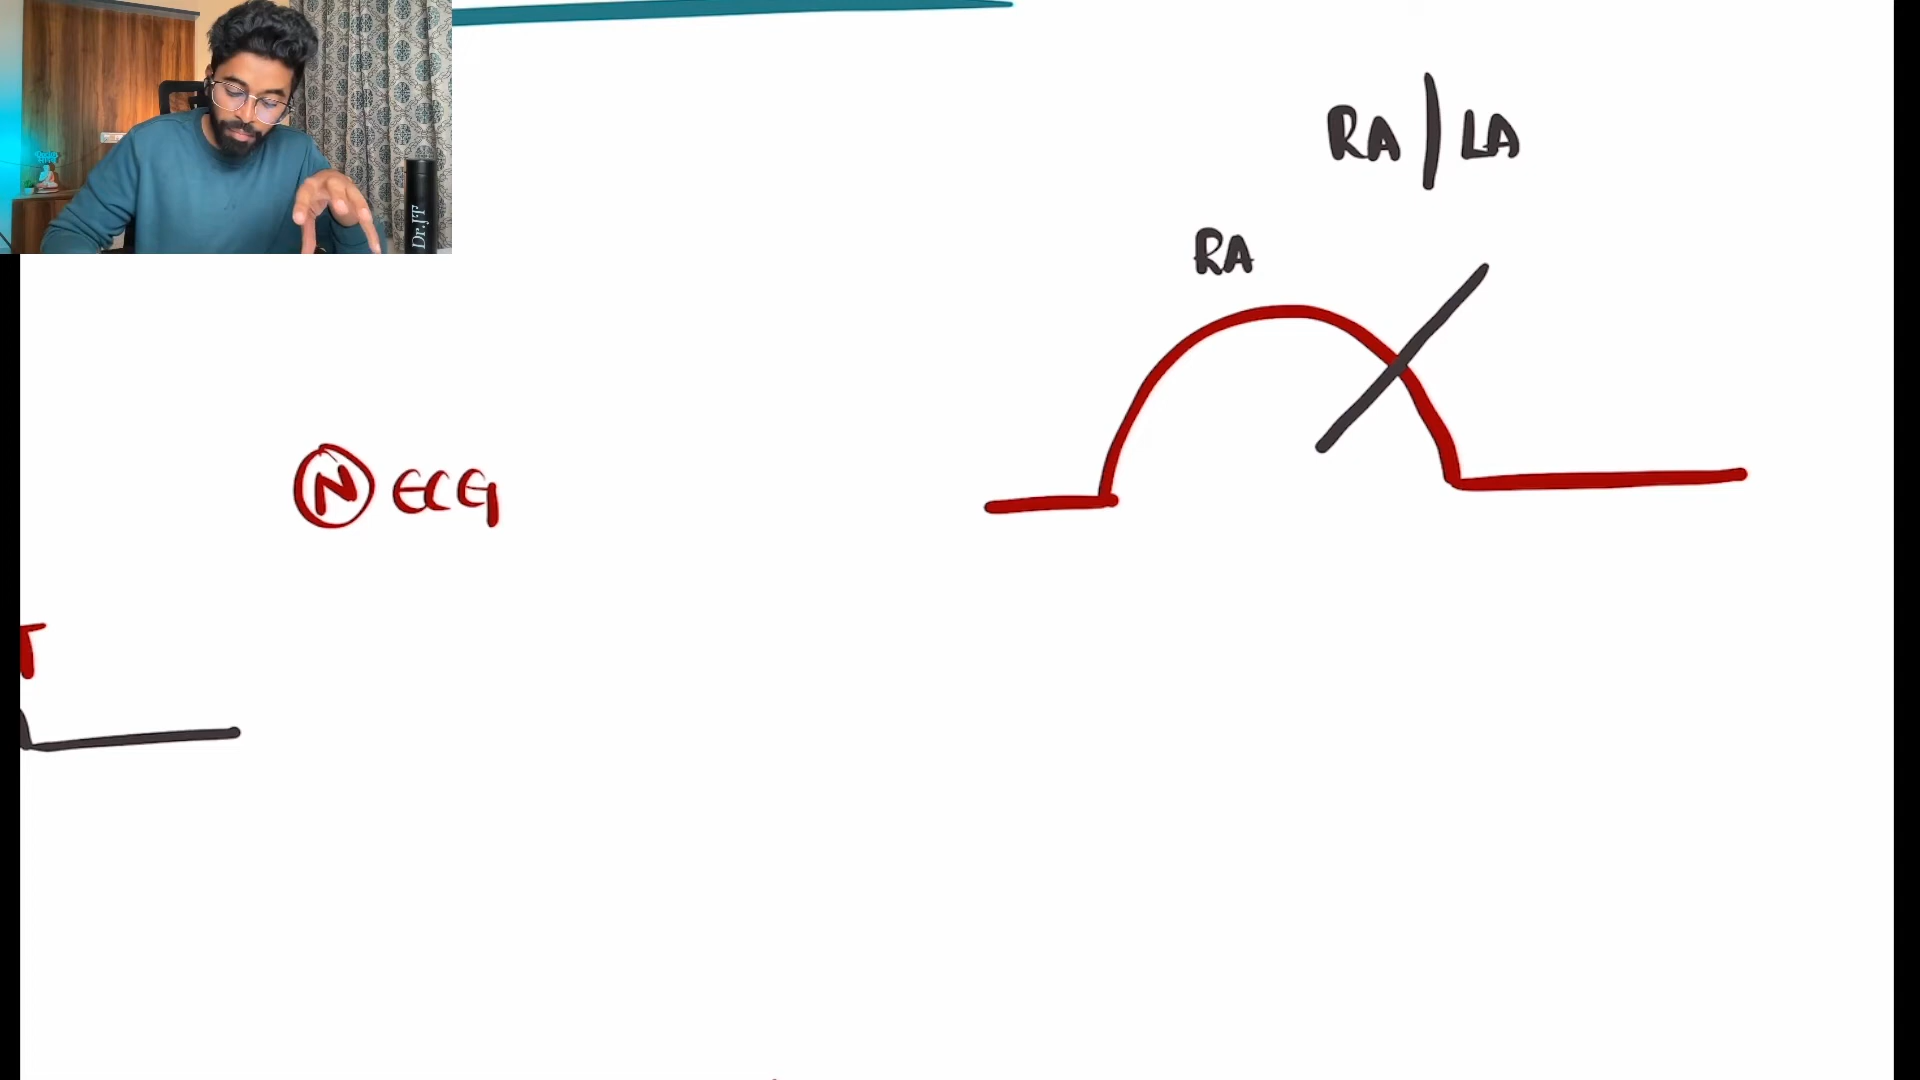 RA | LA
RA
N ECG
T
Dr.JT